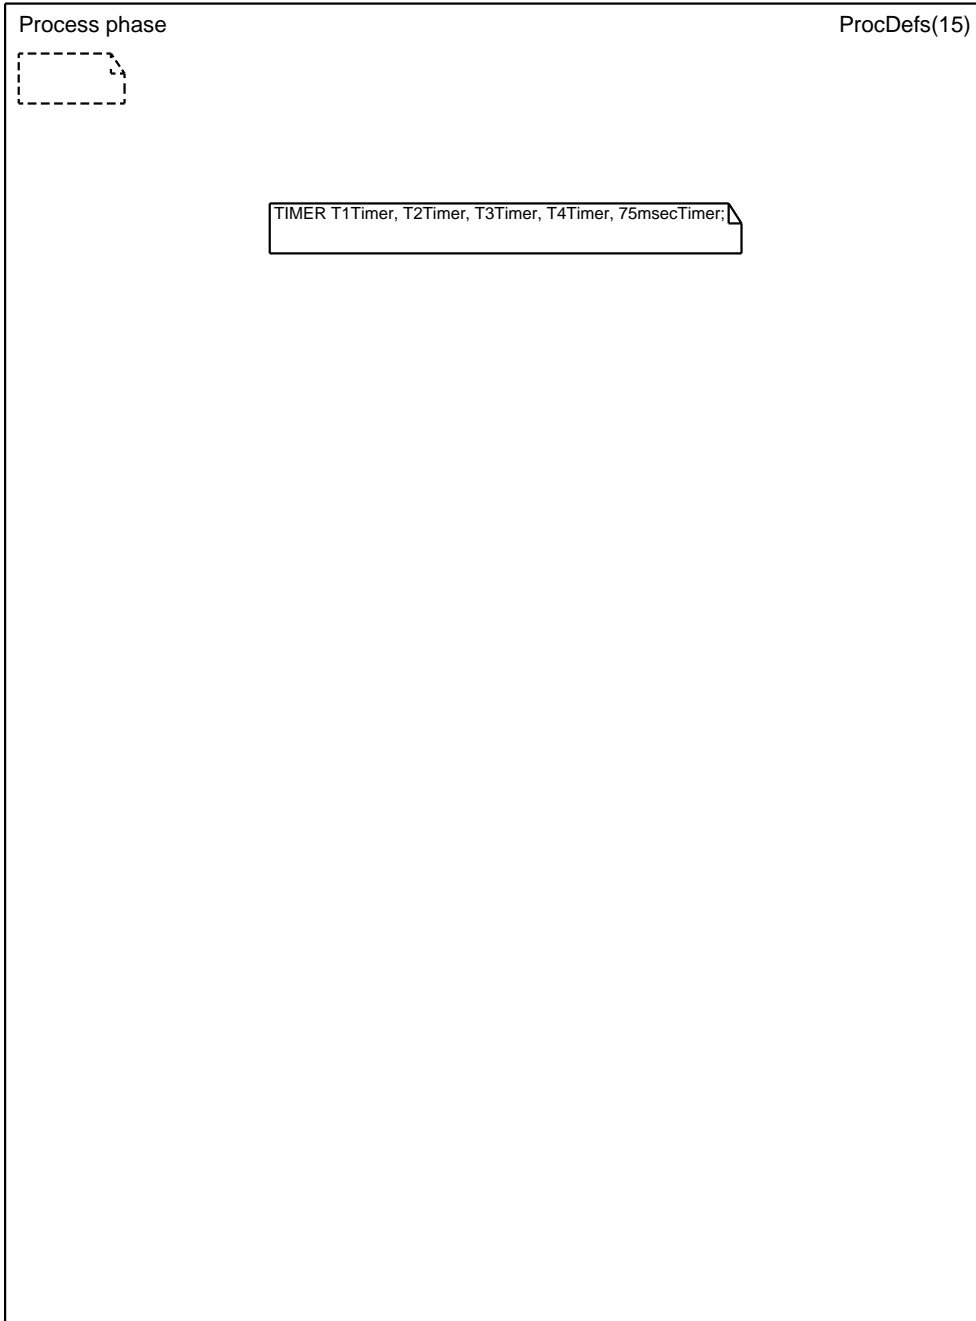 Process phase
ProcDefs(15)
TIMER T1Timer, T2Timer, T3Timer, T4Timer, 75msecTimer;